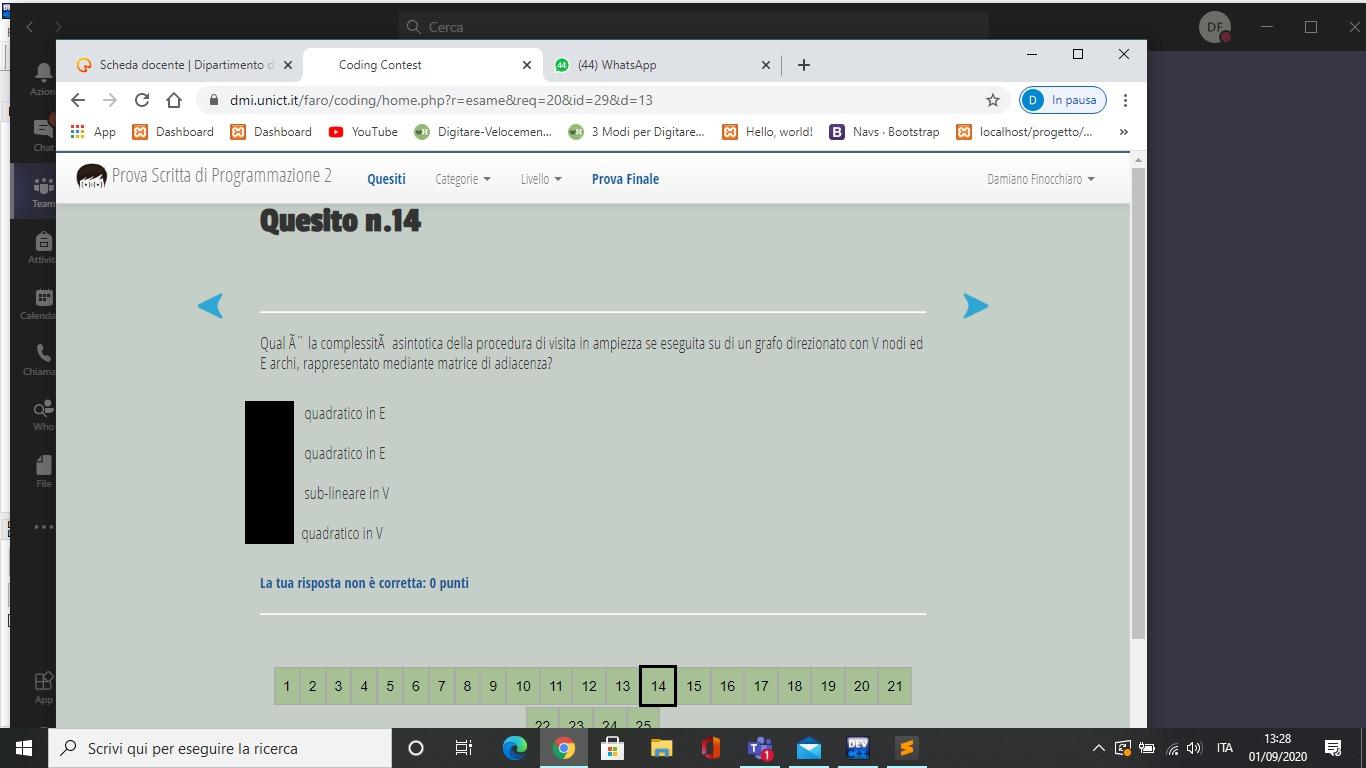 Cerca
DF
Scheda docente | Dipartimento d
Coding Contest
(44) WhatsApp
dmi.unict.it/faro/coding/home.php?r=esame&req=20&id=29&d=13
D In pausa
App Dashboard Dashboard YouTube Digitare-Velocemen... 3 Modi per Digitare... Hello, world! Navs · Bootstrap localhost/progetto/... »
Prova Scritta di Programmazione 2 Quesiti Categorie Livello Prova Finale Damiano Finocchiaro
Azion
Chat
Team
Attivit
Calenda
Chiama
Who
File
App
Quesito n.14
Qual Ã¨ la complessitÃ asintotica della procedura di visita in ampiezza se eseguita su di un grafo direzionato con V nodi ed
E archi, rappresentato mediante matrice di adiacenza?
quadratico in E
quadratico in E
sub-lineare in V
quadratico in V
La tua risposta non è corretta: 0 punti
1 2 3 4 5 6 7 8 9 10 11 12 13 14 15 16 17 18 19 20 21
22 23 24 25
Scrivi qui per eseguire la ricerca
ITA
13:28
01/09/2020